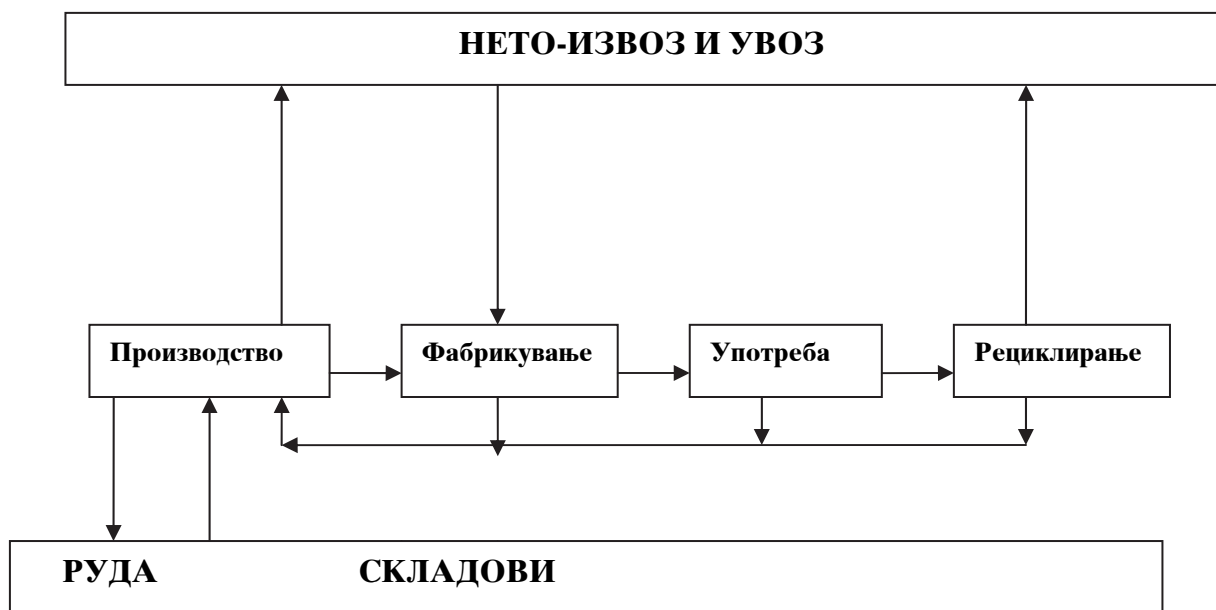 НЕТО-ИЗВОЗ И УВОЗ
Производство
Фабрикување
Употреба
Рециклирање
РУДА
СКЛАДОВИ